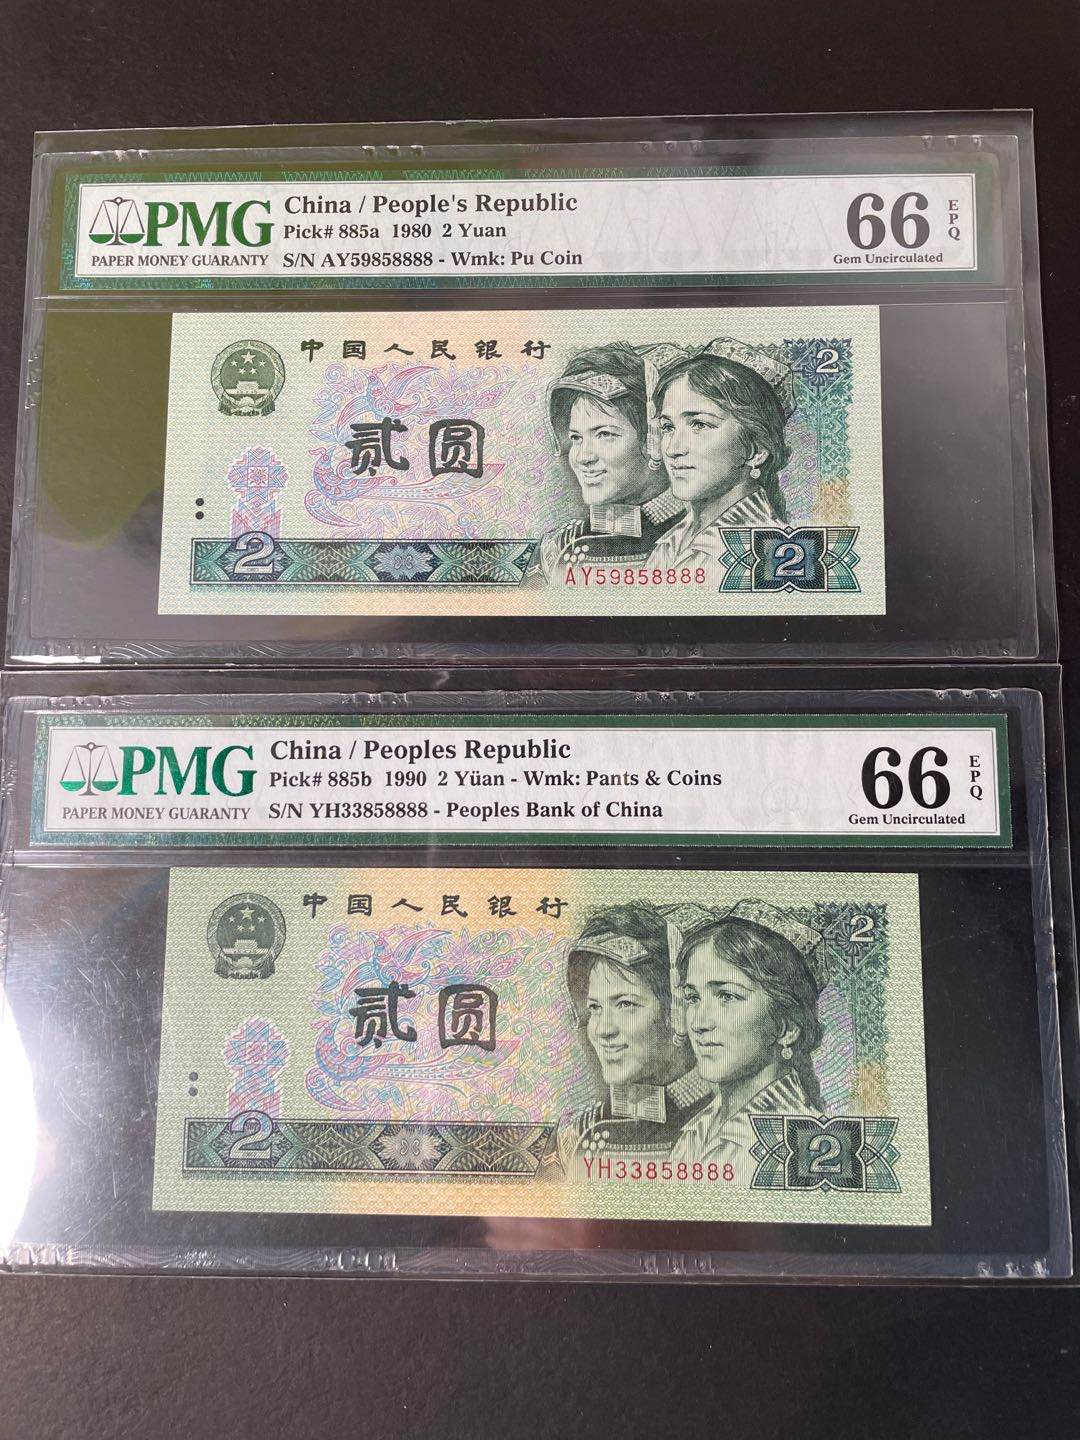 PMG
PAPER MONEY GUARANTY
China / People's Republic
Pick# 885a 1980 2 Yuan
S/N AY59858888 - Wmk: Pu Coin
66 EPQ
Gem Uncirculated
中国人民银行
2
贰圆
2
AY59858888
2
PMG
PAPER MONEY GUARANTY
China / Peoples Republic
Pick# 885b 1990 2 Yüan - Wmk: Pants & Coins
S/N YH33858888 - Peoples Bank of China
66 EPQ
Gem Uncirculated
中国人民银行
2
贰圆
2
YH33858888
2